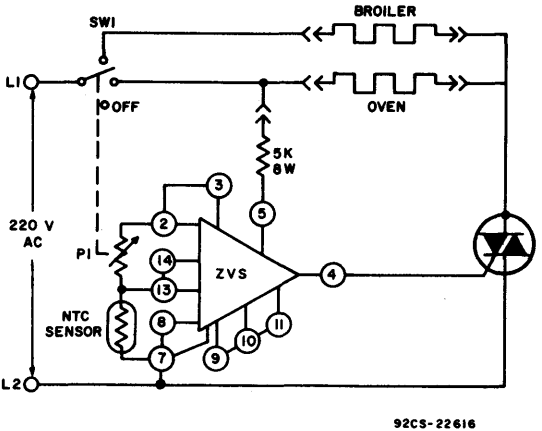 BROILER
SW1
L1
OFF
OVEN
5K
8W
3
2
5
220 V
AC
P1
14
ZVS
4
13
NTC
SENSOR
8
11
10
7
9
L2
92CS-22616